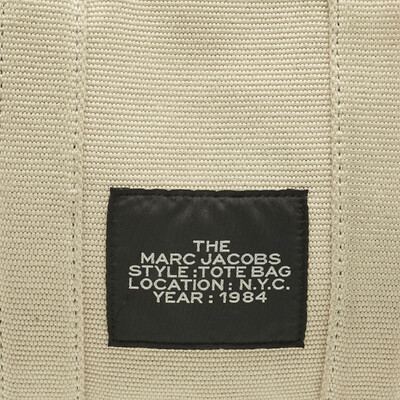 THE
MARC JACOBS
STYLE : TOTE BAG
LOCATION : N.Y.C.
YEAR : 1984